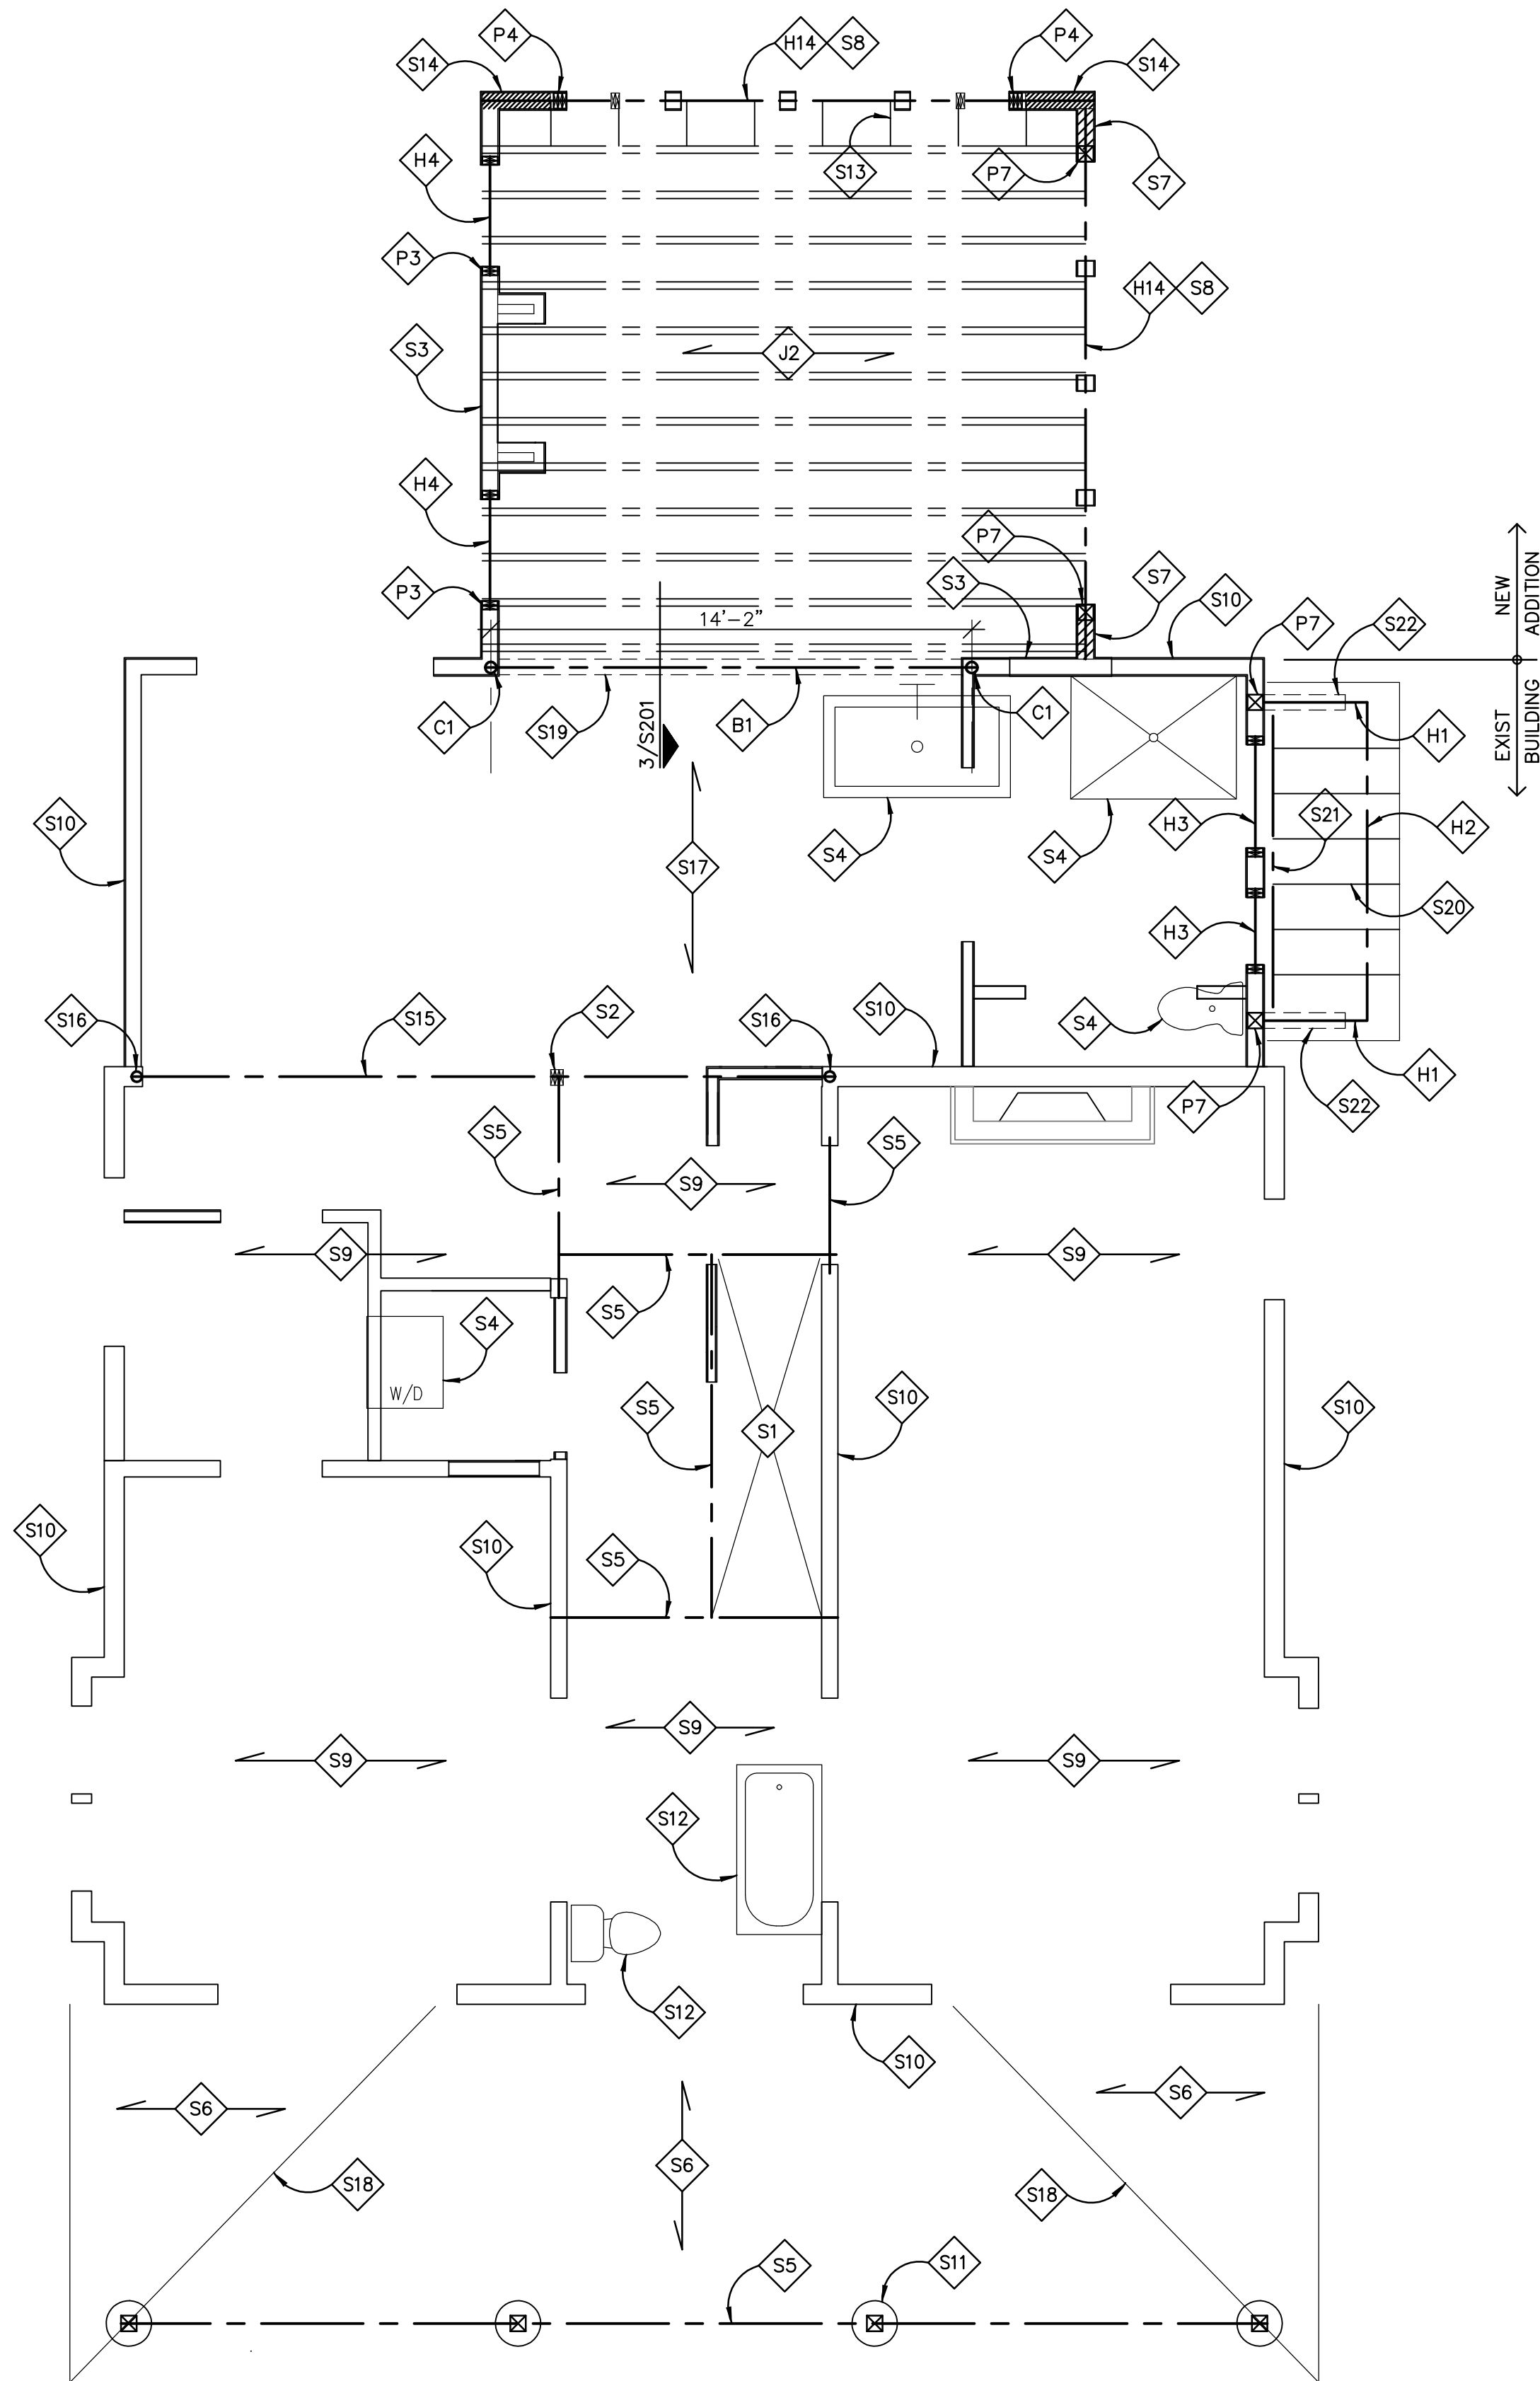 P4
H14
S8
P4
S14
S14
H4
S13
P7
S7
P3
H14
S8
S3
J2
H4
P7
S3
S7
S10
P3
14'-2"
P7
S22
NEW
ADDITION
EXIST
BUILDING
C1
S19
3/S201
B1
C1
H1
S10
S4
S4
H3
S21
H2
S17
S20
H3
S16
S15
S2
S16
S10
S4
H1
P7
S22
S5
S5
S9
S9
S9
S5
S4
W/D
S5
S1
S10
S10
S10
S10
S5
S9
S9
S9
S12
S12
S10
S6
S6
S6
S18
S18
S5
S11